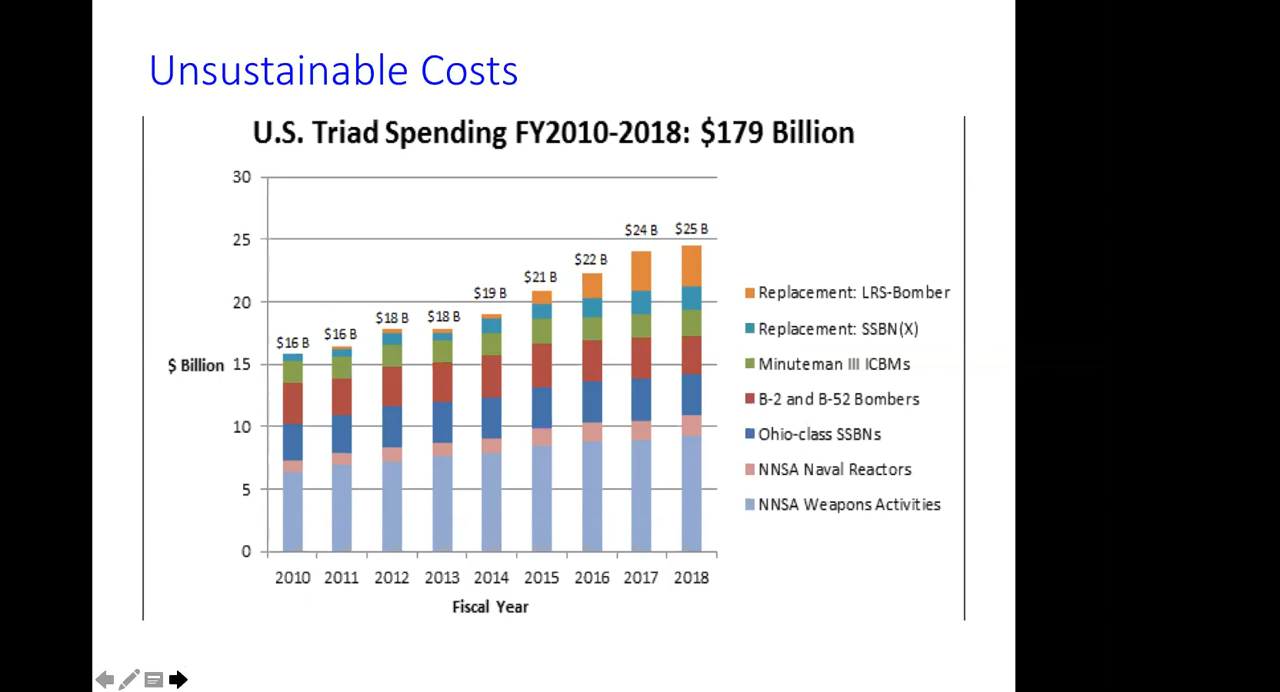 Unsustainable Costs
U.S. Triad Spending FY2010-2018: $179 Billion
30
25
20
15
10
5
0
$ Billion
$16 B
$16 B
$18 B
$18 B
$19 B
$21 B
$22 B
$24 B
$25 B
2010 2011 2012 2013 2014 2015 2016 2017 2018
Fiscal Year
Replacement: LRS-Bomber
Replacement: SSBN(X)
Minuteman III ICBMs
B-2 and B-52 Bombers
Ohio-class SSBNs
NNSA Naval Reactors
NNSA Weapons Activities